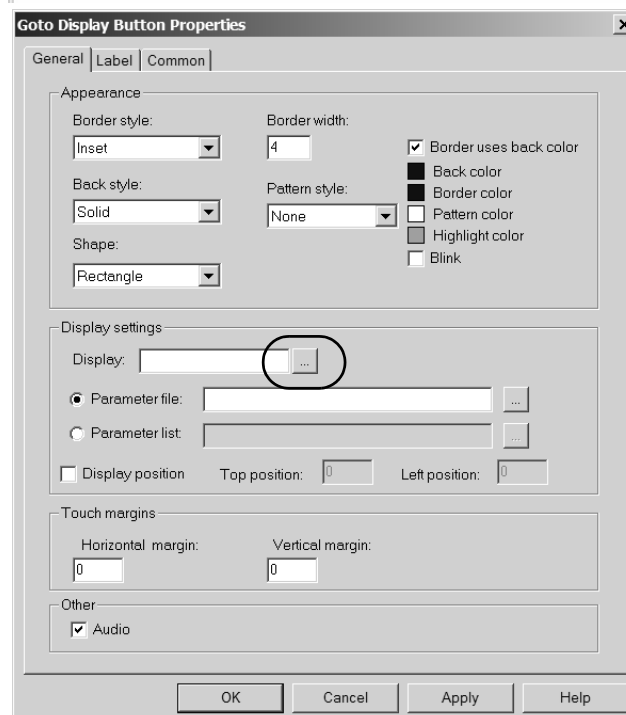 Goto Display Button Properties
General Label Common
Appearance
Border style:
Border width:
Inset
4
Border uses back color
Back color
Back style:
Pattern style:
Border color
Solid
None
Pattern color
Shape:
Highlight color
Blink
Rectangle
Display settings
Display:
...
Parameter file:
...
Parameter list:
...
Display position Top position: 0 Left position: 0
Touch margins
Horizontal margin: Vertical margin:
0 0
Other
Audio
OK Cancel Apply Help